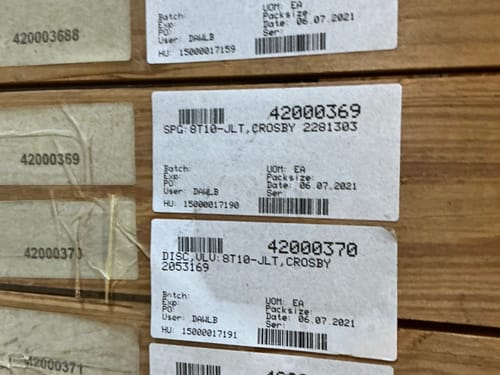 420003688
Batch:
Exp:
PO:
User: DAWLB
HU: 15000017159
UOM: EA
Packsize:
Date: 06.07.2021
Ser:
42000369
42000369
SPG:8T10-JLT,CROSBY 2281303
Batch:
Exp:
PO:
User: DAWLB
HU: 15000017190
UOM: EA
Packsize:
Date: 06.07.2021
Ser:
42000370
42000370
DISC,VLV:8T10-JLT,CROSBY
2053169
Batch:
Exp:
PO:
User: DAWLB
HU: 15000017191
UOM: EA
Packsize:
Date: 06.07.2021
Ser:
42000371